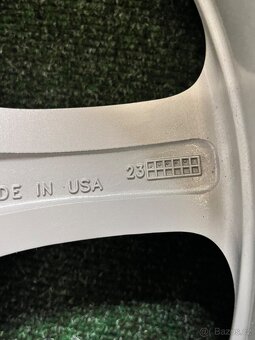 DE IN USA 23